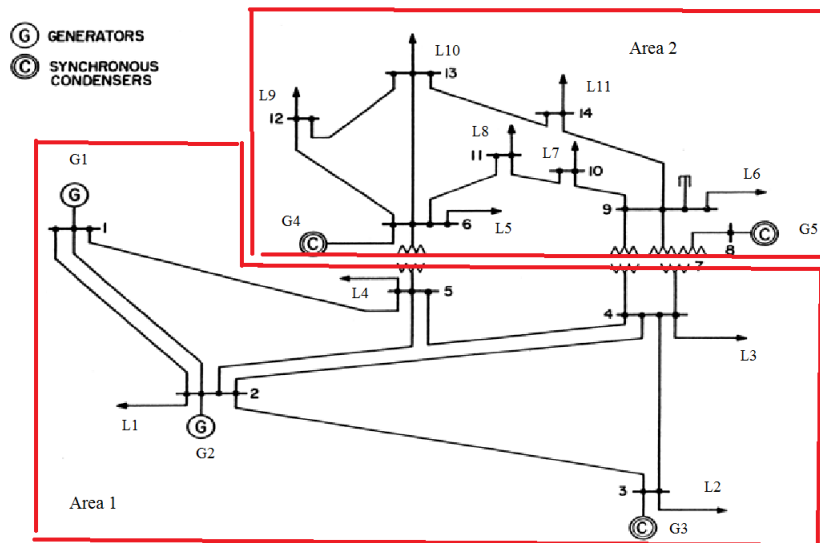 G GENERATORS
C SYNCHRONOUS
CONDENSERS
L10
Area 2
13
L9
L11
12
14
L8
L7
11
10
G1
L6
G
G4
9
1
6
L5
C
C
G5
8
7
L4
5
4
L3
2
L1
G
G2
Area 1
3
L2
C
G3